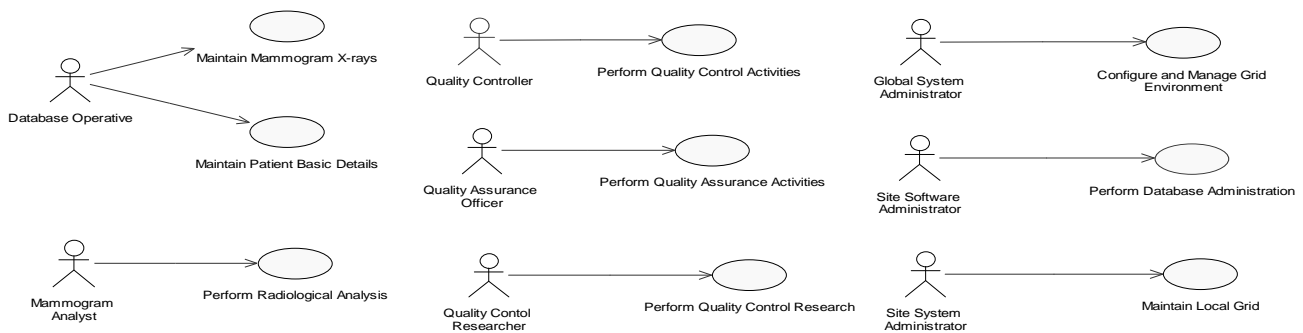 Maintain Mammogram X-rays
Database Operative
Maintain Patient Basic Details
Mammogram
Analyst
Perform Radiological Analysis
Quality Controller
Perform Quality Control Activities
Quality Assurance
Officer
Perform Quality Assurance Activities
Quality Contol
Researcher
Perform Quality Control Research
Global System
Administrator
Configure and Manage Grid
Environment
Site Software
Administrator
Perform Database Administration
Site System
Administrator
Maintain Local Grid